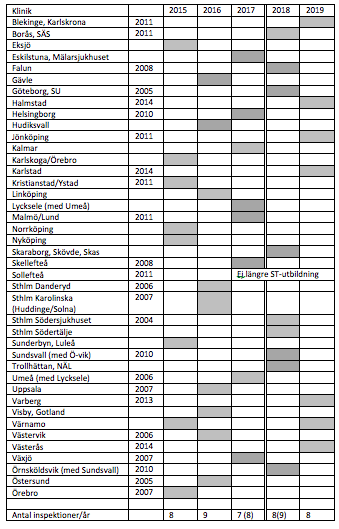 Klinik 2015 2016 2017 2018 2019
Blekinge, Karlskrona 2011
Borås, SÄS 2011
Eksjö
Eskilstuna, Mälarsjukhuset
Falun 2008
Gävle
Göteborg, SU 2005
Halmstad 2014
Helsingborg 2010
Hudiksvall
Jönköping 2011
Kalmar
Karlskoga/Örebro
Karlstad 2014
Kristianstad/Ystad 2011
Linköping
Lycksele (med Umeå)
Malmö/Lund 2011
Norrköping
Nyköping
Skaraborg, Skövde, Skas
Skellefteå 2008
Sollefteå 2011 Ej längre ST-utbildning
Sthlm Danderyd 2006
Sthlm Karolinska 2007
(Huddinge/Solna)
Sthlm Södersjukhuset 2004
Sthlm Södertälje
Sunderbyn, Luleå
Sundsvall (med Ö-vik) 2010
Trollhättan, NÄL
Umeå (med Lycksele) 2006
Uppsala 2007
Varberg 2013
Visby, Gotland
Värnamo
Västervik 2006
Västerås 2014
Växjö 2007
Örnsköldsvik (med Sundsvall) 2010
Östersund 2005
Örebro 2007
Antal inspektioner/år 8 9 7 (8) 8(9) 8